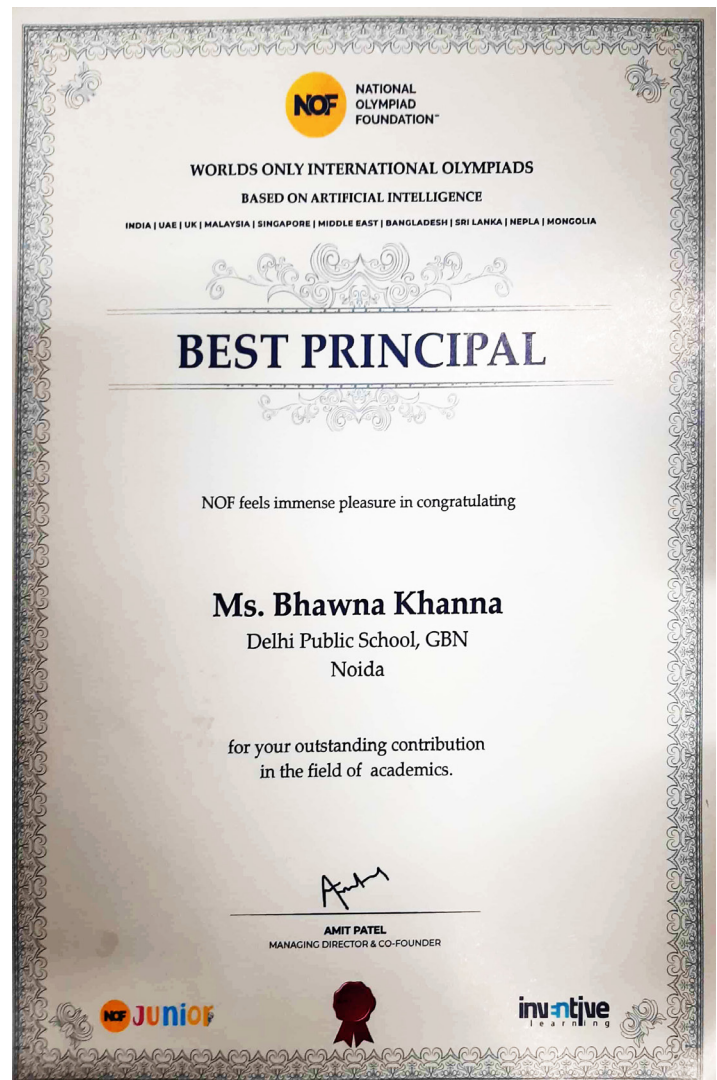 NOF
NATIONAL
OLYMPIAD
FOUNDATION™
WORLDS ONLY INTERNATIONAL OLYMPIADS
BASED ON ARTIFICIAL INTELLIGENCE
INDIA | UAE | UK | MALAYSIA | SINGAPORE | MIDDLE EAST | BANGLADESH | SRI LANKA | NEPLA | MONGOLIA
BEST PRINCIPAL
NOF feels immense pleasure in congratulating
Ms. Bhawna Khanna
Delhi Public School, GBN
Noida
for your outstanding contribution
in the field of academics.
AMIT PATEL
MANAGING DIRECTOR & CO-FOUNDER
NOF JUNIOR
inventive
learning